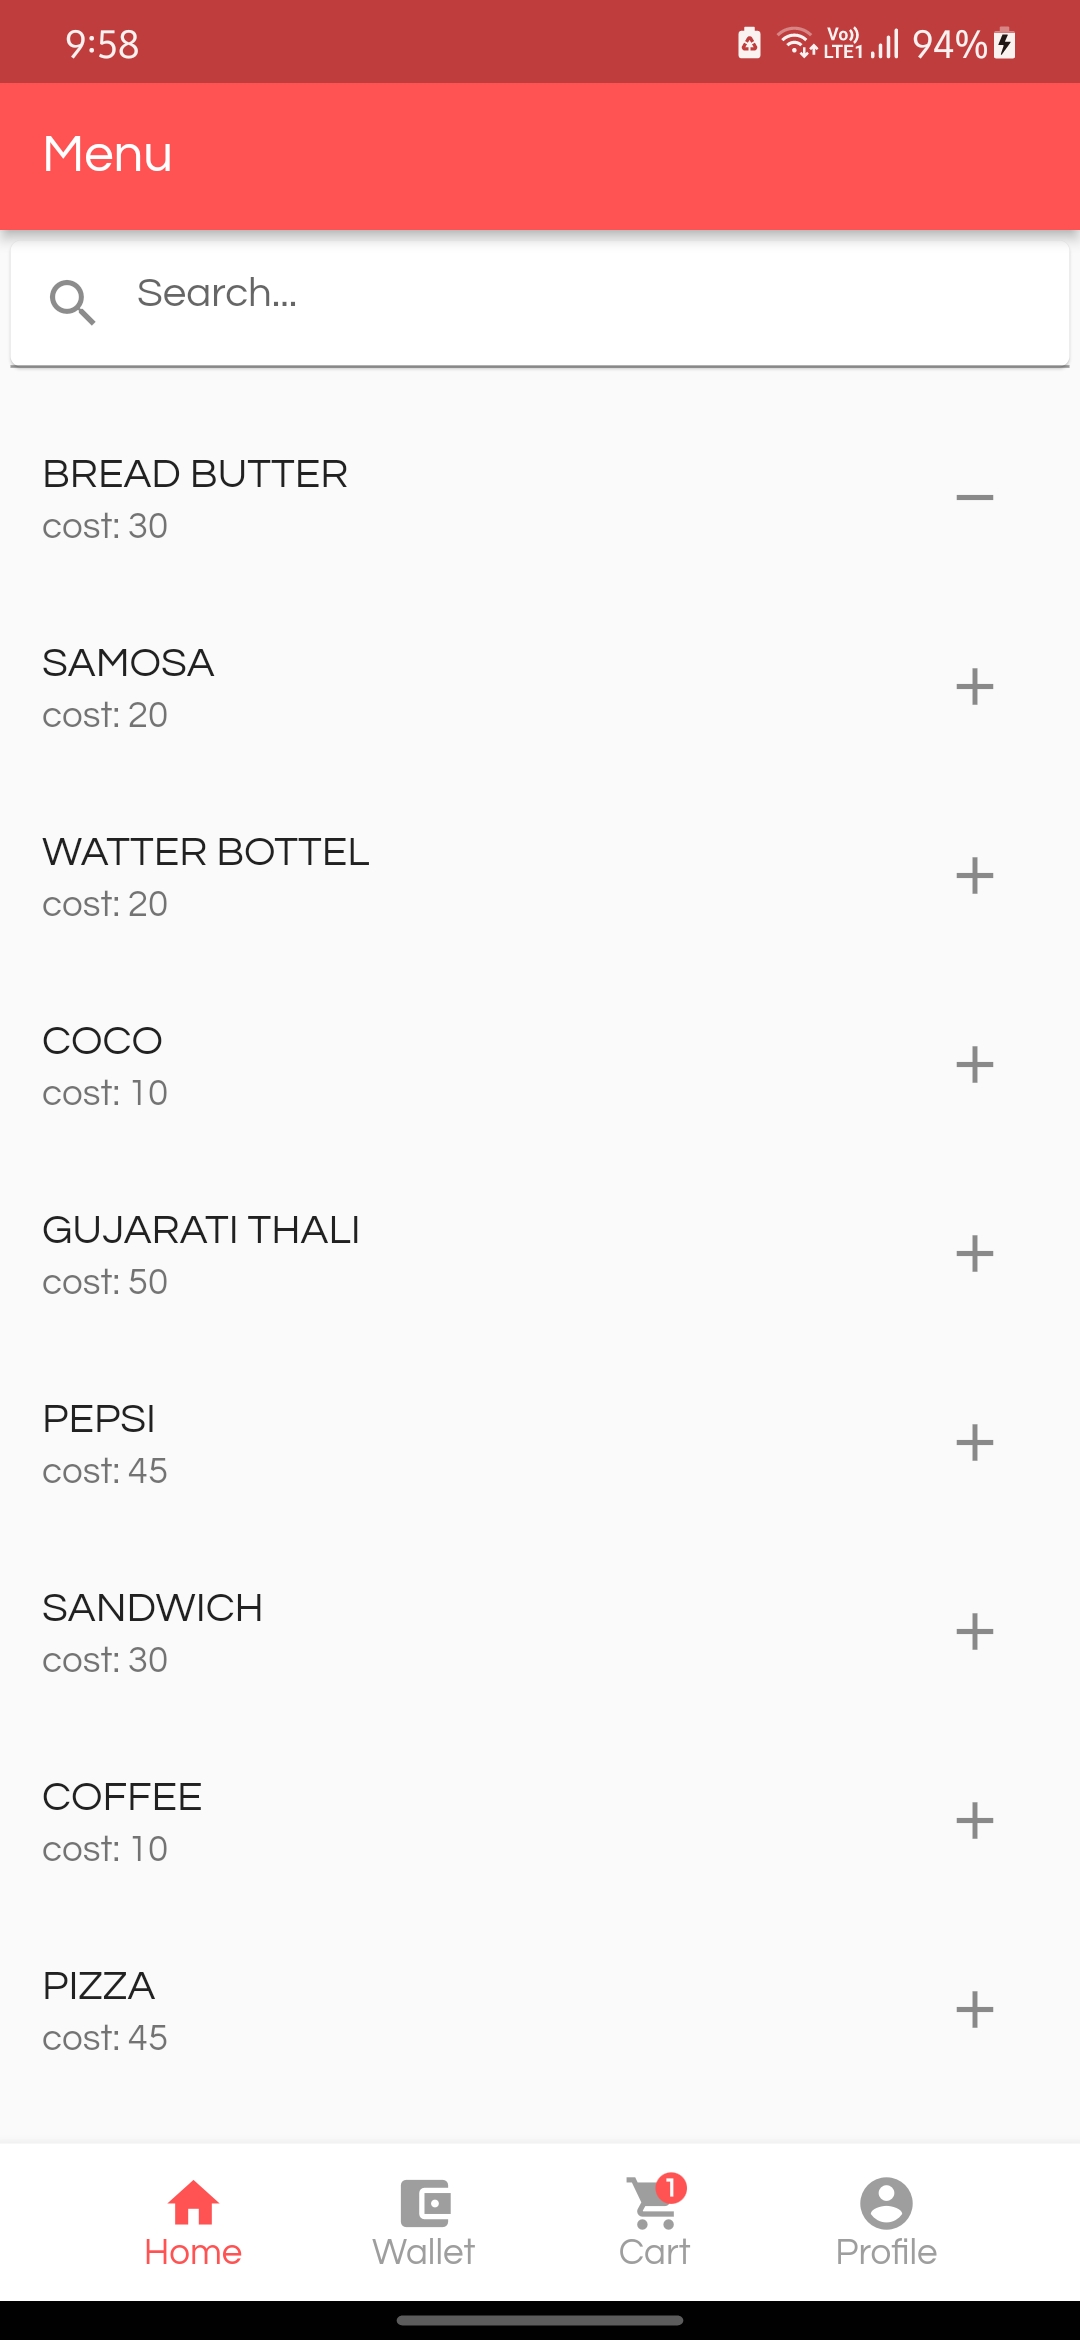 9:58
Vo)) LTE1 94%
Menu
Search...
BREAD BUTTER
cost: 30
SAMOSA
cost: 20
WATTER BOTTEL
cost: 20
COCO
cost: 10
GUJARATI THALI
cost: 50
PEPSI
cost: 45
SANDWICH
cost: 30
COFFEE
cost: 10
PIZZA
cost: 45
1
Home Wallet Cart Profile